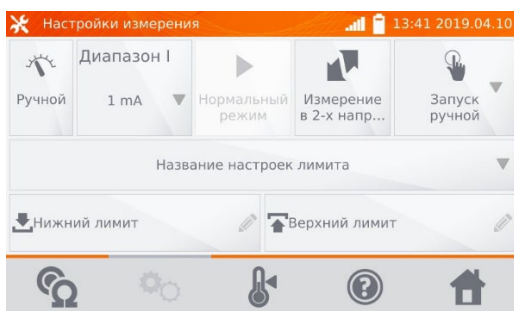 Настройки измерения 13:41 2019.04.10
Диапазон I
Ручной 1 mA Нормальный режим Измерение в 2-х напр... Запуск ручной
Название настроек лимита
Нижний лимит Верхний лимит